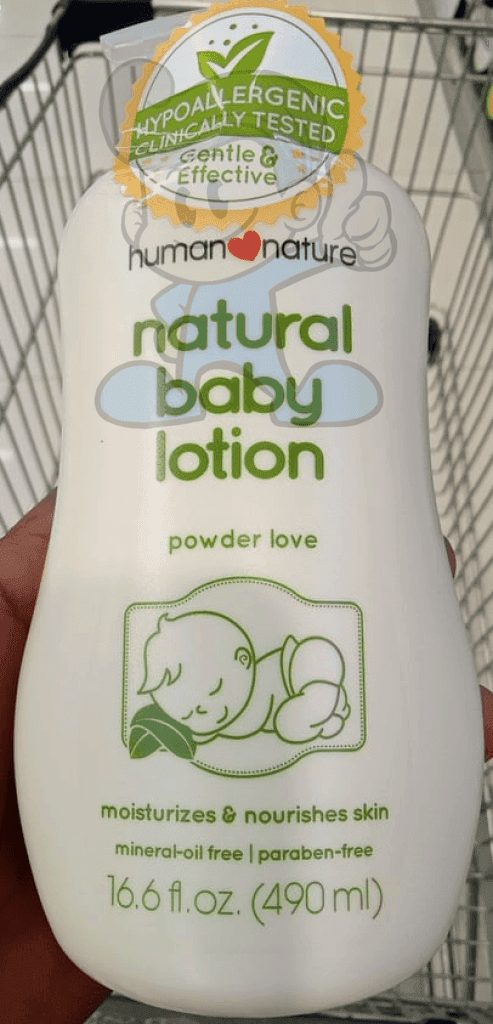 HYPOALLERGENIC
CLINICALLY TESTED
Gentle &
Effective
human nature
natural
baby
lotion
powder love
moisturizes & nourishes skin
mineral-oil free | paraben-free
16.6 fl.oz. (490 ml)